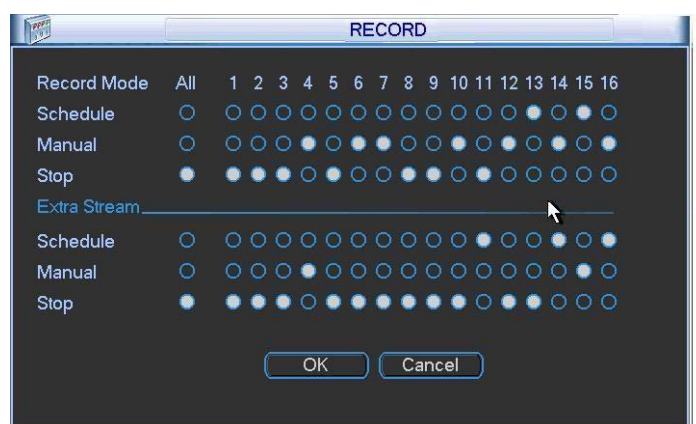 RECORD
Record Mode All 1 2 3 4 5 6 7 8 9 10 11 12 13 14 15 16
Schedule
Manual
Stop
Extra Stream
Schedule
Manual
Stop
OK Cancel